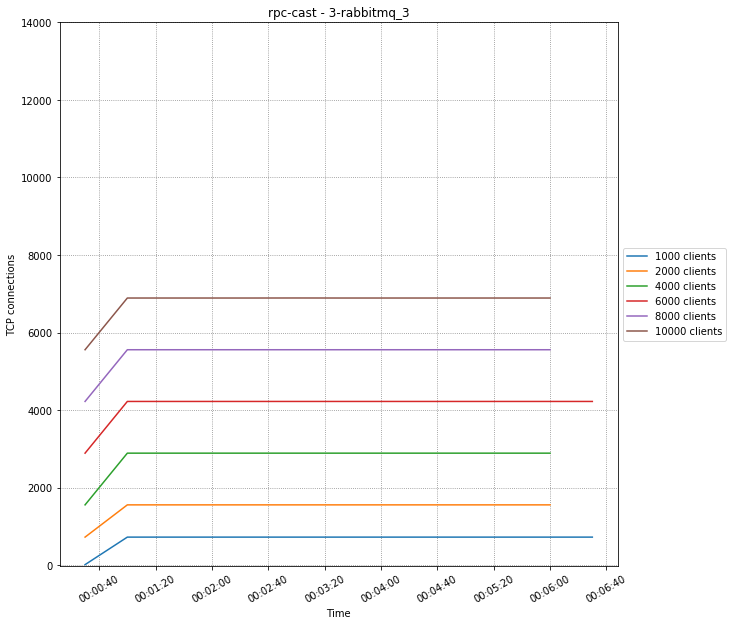 rpc-cast - 3-rabbitmq_3
14000
12000
10000
8000
6000
4000
2000
0
TCP connections
1000 clients
2000 clients
4000 clients
6000 clients
8000 clients
10000 clients
00:00:40
00:01:20
00:02:00
00:02:40
00:03:20
00:04:00
00:04:40
00:05:20
00:06:00
00:06:40
Time